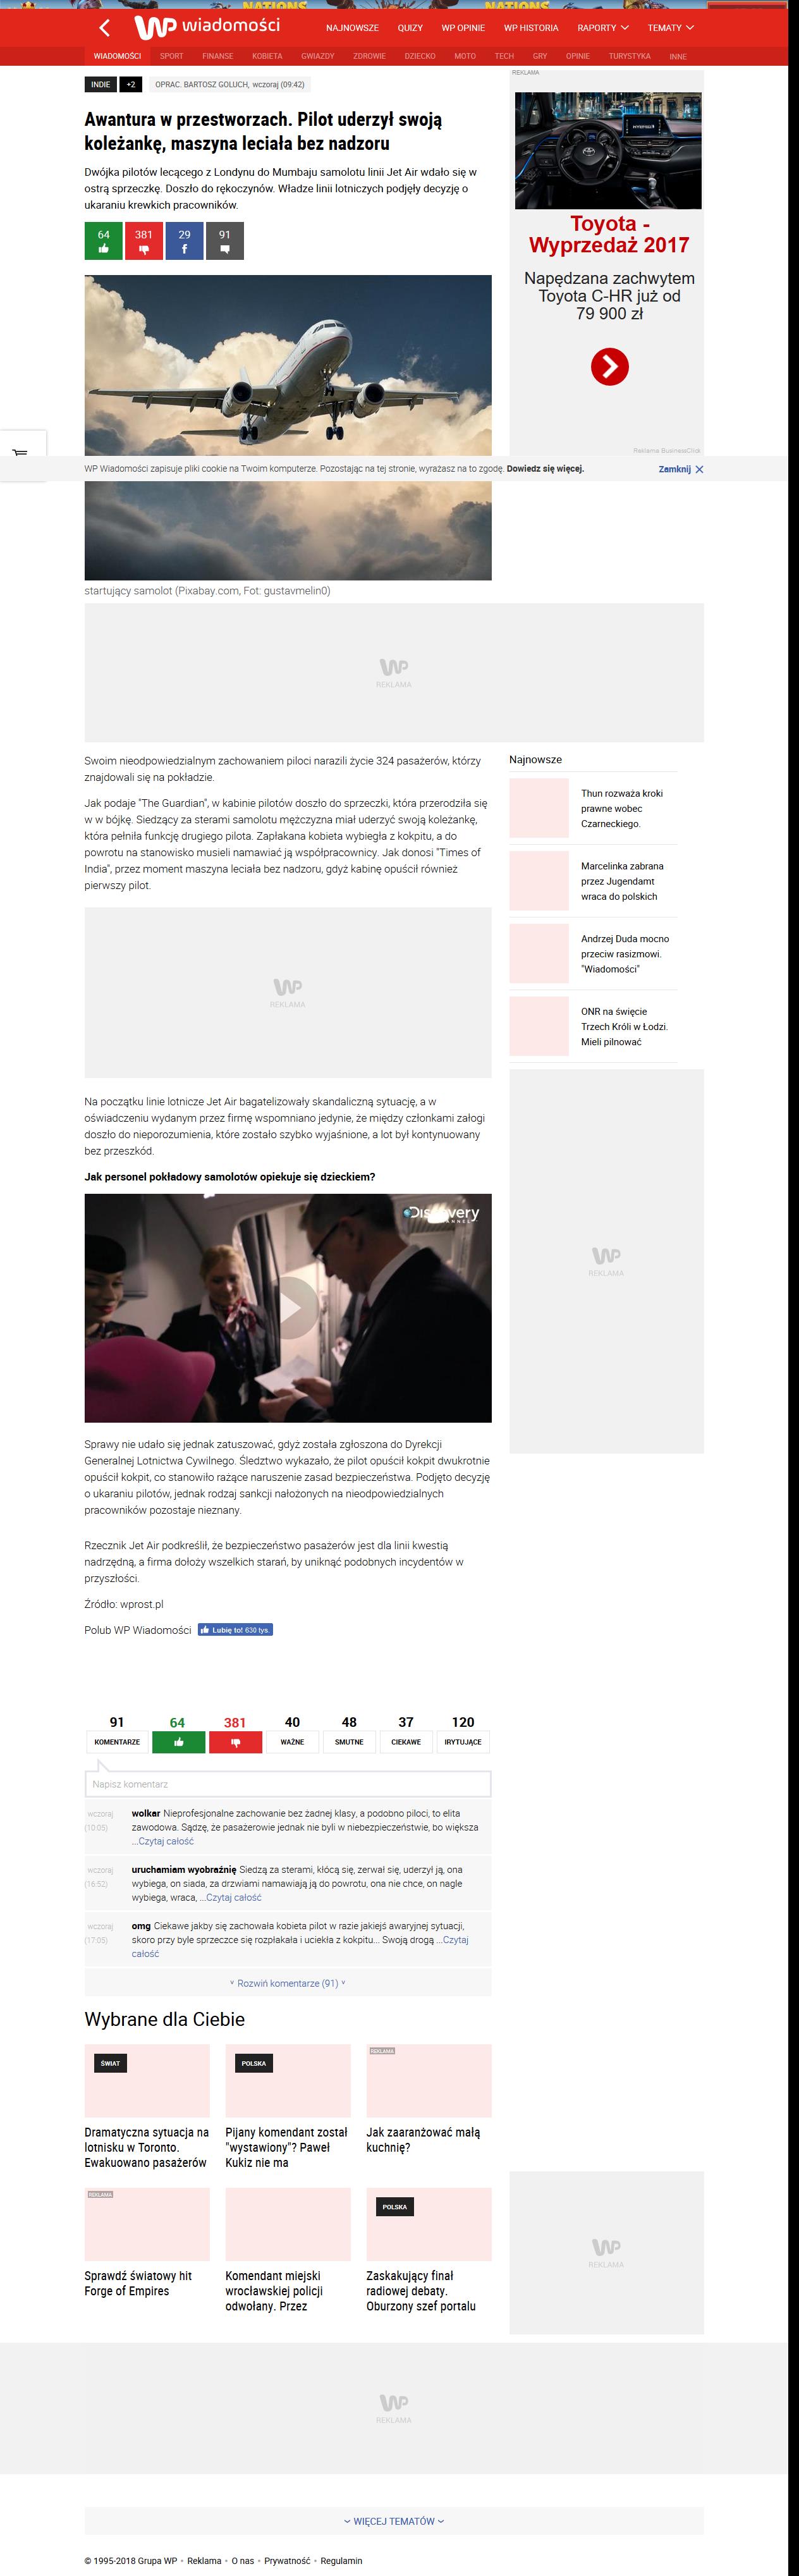 NATIONS NATIONS
WP wiadomości
NAJNOWSZE QUIZY WP OPINIE WP HISTORIA RAPORTY TEMATY
WIADOMOŚCI SPORT FINANSE KOBIETA GWIAZDY ZDROWIE DZIECKO MOTO TECH GRY OPINIE TURYSTYKA INNE
INDIE +2 OPRAC. BARTOSZ GOLUCH, wczoraj (09:42)
Awantura w przestworzach. Pilot uderzył swoją
koleżankę, maszyna leciała bez nadzoru
Dwójka pilotów lecącego z Londynu do Mumbaju samolotu linii Jet Air wdało się w
ostrą sprzeczkę. Doszło do rękoczynów. Władze linii lotniczych podjęły decyzję o
ukaraniu krewkich pracowników.
64 381 29 91
REKLAMA
Toyota -
Wyprzedaż 2017
Napędzana zachwytem
Toyota C-HR już od
79 900 zł
Reklama BusinessClick
WP Wiadomości zapisuje pliki cookie na Twoim komputerze. Pozostając na tej stronie, wyrażasz na to zgodę. Dowiedz się więcej. Zamknij
startujący samolot (Pixabay.com, Fot: gustavmelin0)
WP
REKLAMA
Swoim nieodpowiedzialnym zachowaniem piloci narazili życie 324 pasażerów, którzy
znajdowali się na pokładzie.
Jak podaje "The Guardian", w kabinie pilotów doszło do sprzeczki, która przerodziła się
w w bójkę. Siedzący za sterami samolotu mężczyzna miał uderzyć swoją koleżankę,
która pełniła funkcję drugiego pilota. Zapłakana kobieta wybiegła z kokpitu, a do
powrotu na stanowisko musieli namawiać ją współpracownicy. Jak donosi "Times of
India", przez moment maszyna leciała bez nadzoru, gdyż kabinę opuścił również
pierwszy pilot.
WP
REKLAMA
Na początku linie lotnicze Jet Air bagatelizowały skandaliczną sytuację, a w
oświadczeniu wydanym przez firmę wspomniano jedynie, że między członkami załogi
doszło do nieporozumienia, które zostało szybko wyjaśnione, a lot był kontynuowany
bez przeszkód.
Jak personel pokładowy samolotów opiekuje się dzieckiem?
Discovery
CHANNEL
Sprawy nie udało się jednak zatuszować, gdyż została zgłoszona do Dyrekcji
Generalnej Lotnictwa Cywilnego. Śledztwo wykazało, że pilot opuścił kokpit dwukrotnie
opuścił kokpit, co stanowiło rażące naruszenie zasad bezpieczeństwa. Podjęto decyzję
o ukaraniu pilotów, jednak rodzaj sankcji nałożonych na nieodpowiedzialnych
pracowników pozostaje nieznany.
Rzecznik Jet Air podkreślił, że bezpieczeństwo pasażerów jest dla linii kwestią
nadrzędną, a firma dołoży wszelkich starań, by uniknąć podobnych incydentów w
przyszłości.
Źródło: wprost.pl
Polub WP Wiadomości Lubię to! 630 tys.
Najnowsze
Thun rozważa kroki
prawne wobec
Czarneckiego.
Marcelinka zabrana
przez Jugendamt
wraca do polskich
Andrzej Duda mocno
przeciw rasizmowi.
"Wiadomości"
ONR na święcie
Trzech Króli w Łodzi.
Mieli pilnować
WP
REKLAMA
91 64 381 40 48 37 120
KOMENTARZE WAŻNE SMUTNE CIEKAWE IRYTUJĄCE
Napisz komentarz
wczoraj
(10:05)
wolkar Nieprofesjonalne zachowanie bez żadnej klasy, a podobno piloci, to elita
zawodowa. Sądzę, że pasażerowie jednak nie byli w niebezpieczeństwie, bo większa
...Czytaj całość
wczoraj
(16:52)
uruchamiam wyobraźnię Siedzą za sterami, kłócą się, zerwał się, uderzył ją, ona
wybiega, on siada, za drzwiami namawiają ją do powrotu, ona nie chce, on nagle
wybiega, wraca, ...Czytaj całość
wczoraj
(17:05)
omg Ciekawe jakby się zachowała kobieta pilot w razie jakiejś awaryjnej sytuacji,
skoro przy byle sprzeczce się rozpłakała i uciekła z kokpitu... Swoją drogą ...Czytaj
całość
Rozwiń komentarze (91)
Wybrane dla Ciebie
ŚWIAT
Dramatyczna sytuacja na
lotnisku w Toronto.
Ewakuowano pasażerów
POLSKA
Pijany komendant został
"wystawiony"? Paweł
Kukiz nie ma
REKLAMA
Jak zaaranżować małą
kuchnię?
REKLAMA
Sprawdź światowy hit
Forge of Empires
Komendant miejski
wrocławskiej policji
odwołany. Przez
POLSKA
Zaskakujący finał
radiowej debaty.
Oburzony szef portalu
WP
REKLAMA
WP
REKLAMA
WIĘCEJ TEMATÓW
© 1995-2018 Grupa WP • Reklama • O nas • Prywatność • Regulamin